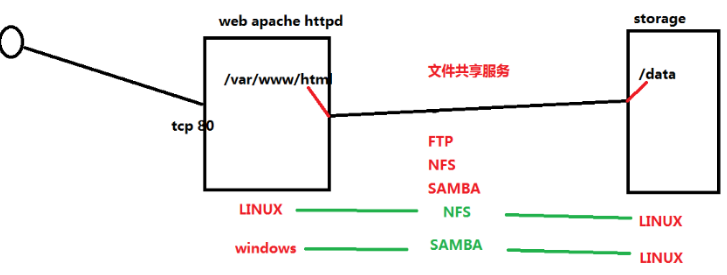 web apache httpd
storage
/var/www/html
文件共享服务
/data
tcp 80
FTP
NFS
SAMBA
LINUX NFS LINUX
windows SAMBA LINUX